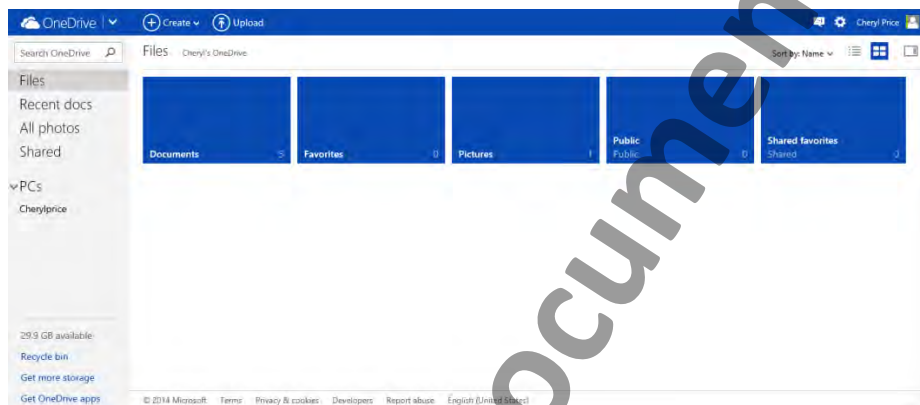 OneDrive
Create Upload
Cheryl Price
Search OneDrive
Files Cheryl's OneDrive
Sort by: Name
Files
Recent docs
All photos
Shared
PCs
Cherylprice
Documents 5
Favorites 0
Pictures 1
Public
Public 0
Shared favorites
Shared 0
29.9 GB available
Recycle bin
Get more storage
Get OneDrive apps
© 2014 Microsoft Terms Privacy & cookies Developers Report abuse English (United States)
ocumen